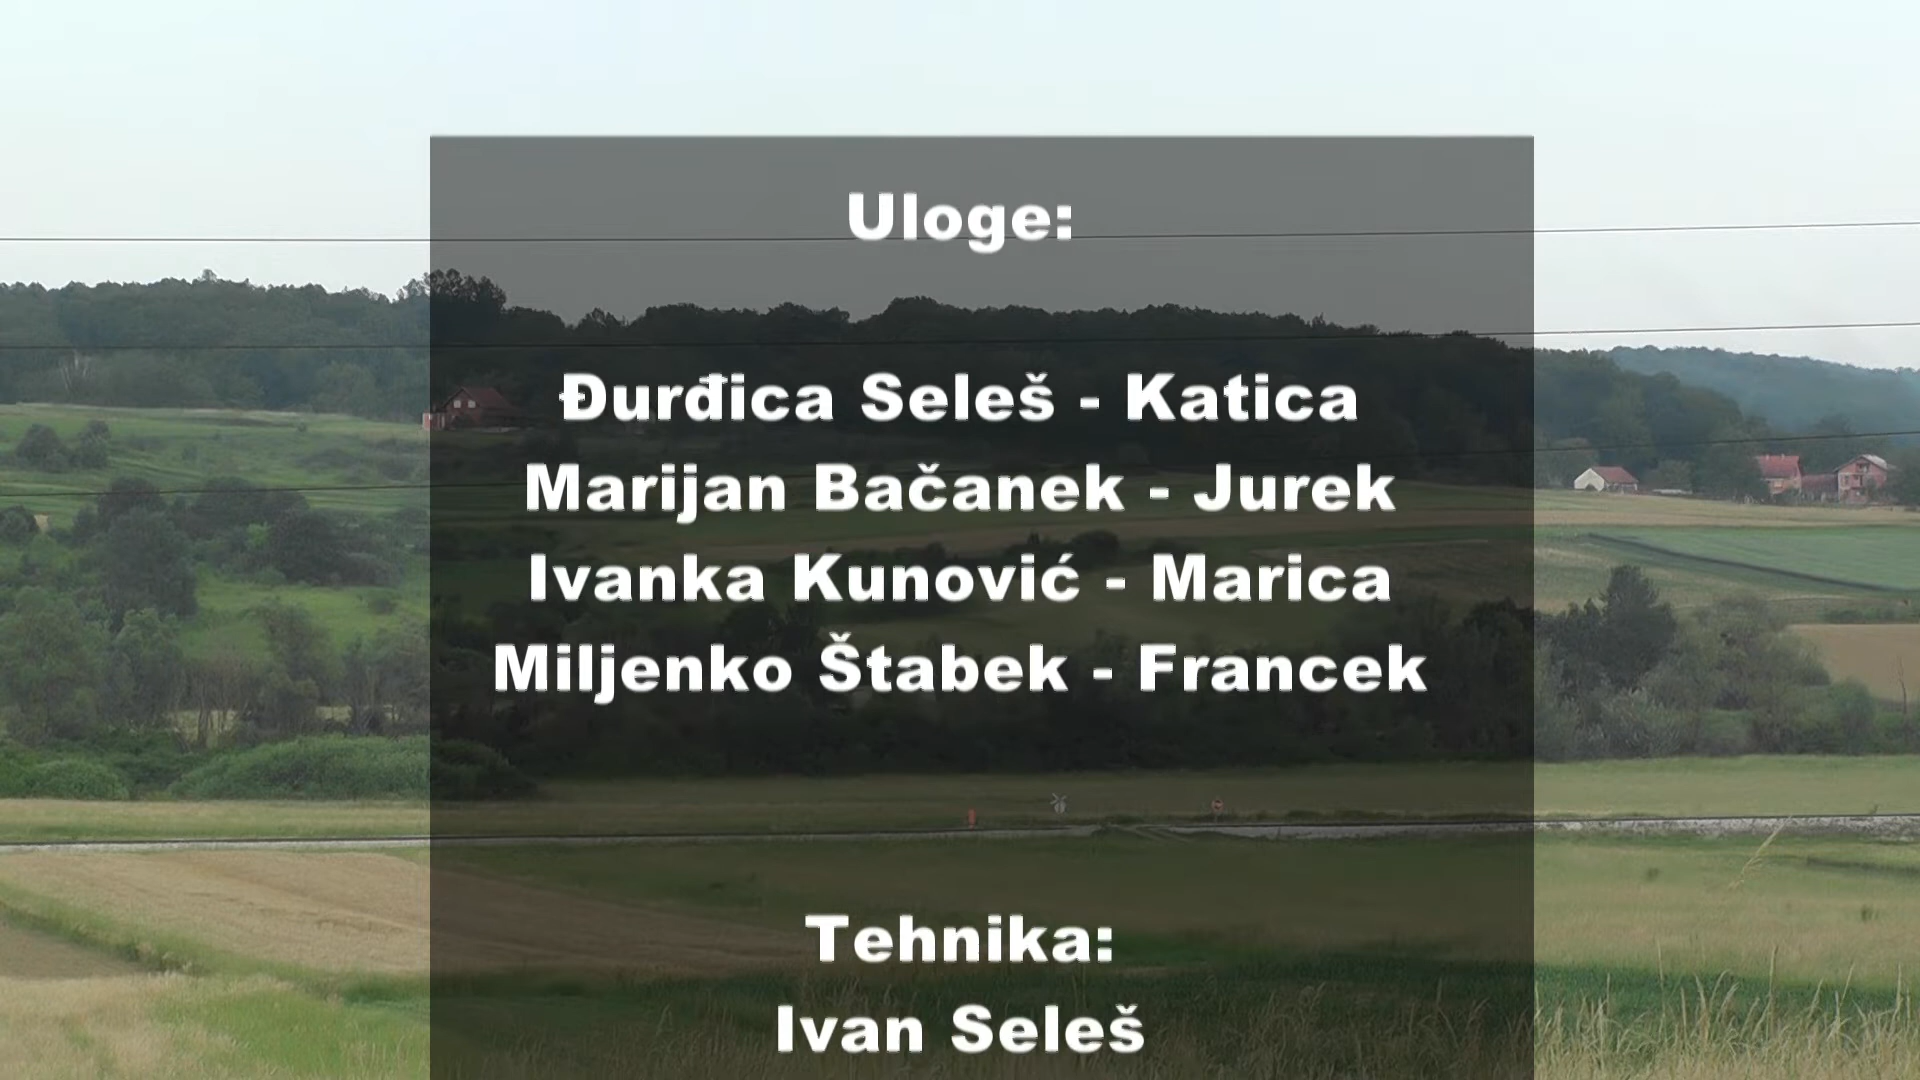 Uloge:
Đurđica Seleš - Katica
Marijan Bačanek - Jurek
Ivanka Kunović - Marica
Miljenko Štabek - Francek
Tehnika:
Ivan Seleš